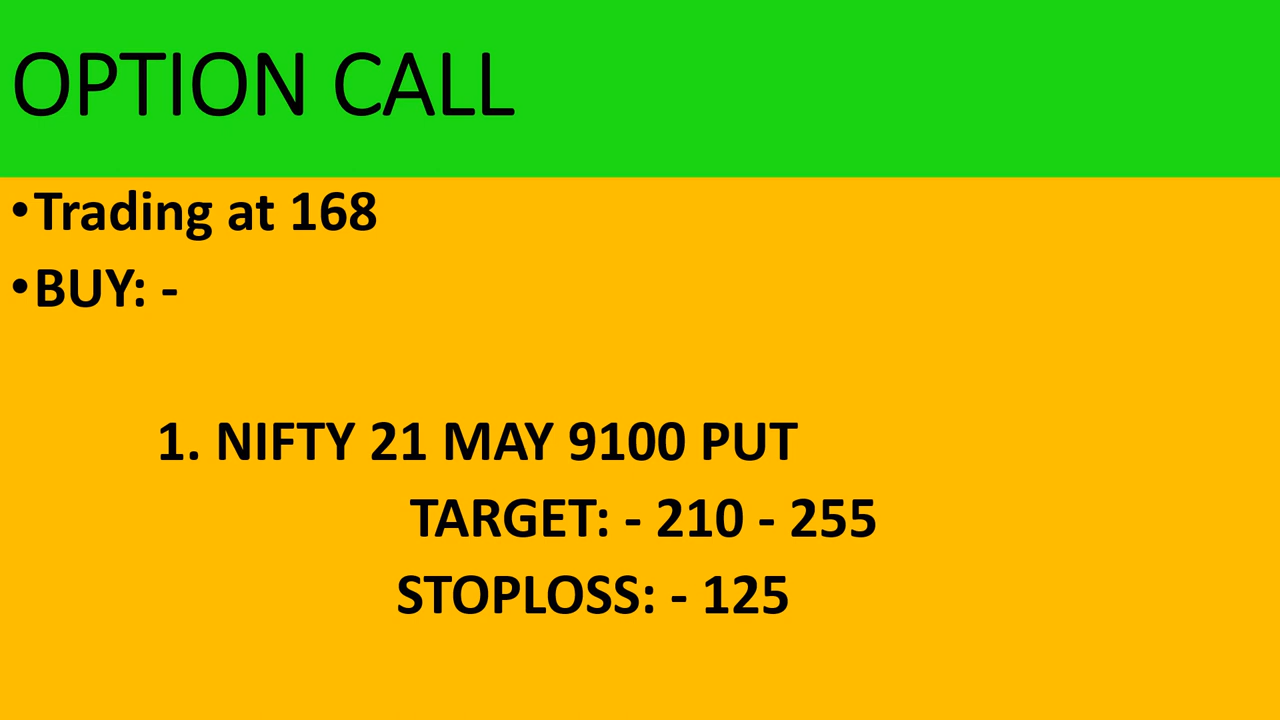 OPTION CALL
•Trading at 168
•BUY: -
1. NIFTY 21 MAY 9100 PUT
TARGET: - 210 - 255
STOPLOSS: - 125